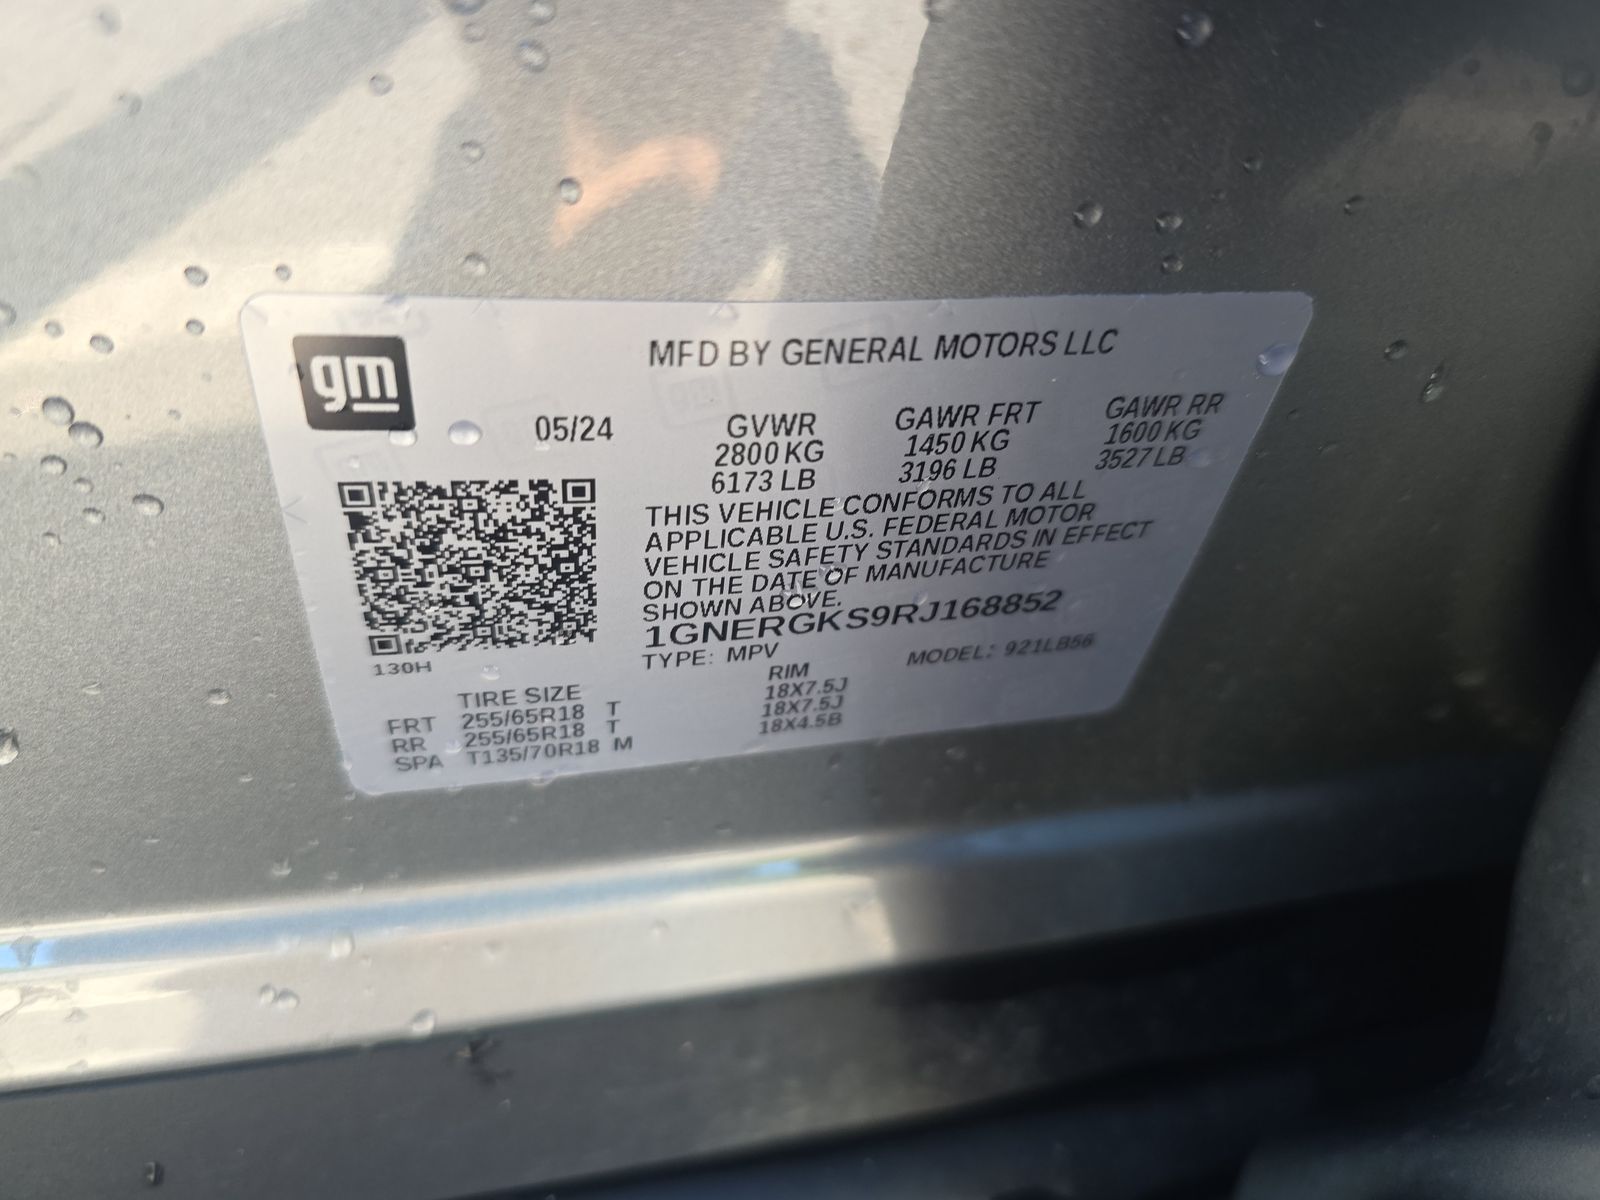 gm
MFD BY GENERAL MOTORS LLC
05/24
GVWR GAWR FRT GAWR RR
2800 KG 1450 KG 1600 KG
6173 LB 3196 LB 3527 LB
THIS VEHICLE CONFORMS TO ALL
APPLICABLE U.S. FEDERAL MOTOR
VEHICLE SAFETY STANDARDS IN EFFECT
ON THE DATE OF MANUFACTURE
SHOWN ABOVE.
1GNERGKS9RJ168852
TYPE: MPV MODEL: 921LB56
130H
TIRE SIZE RIM
FRT 255/65R18 T 18X7.5J
RR 255/65R18 T 18X7.5J
SPA T135/70R18 M 18X4.5B